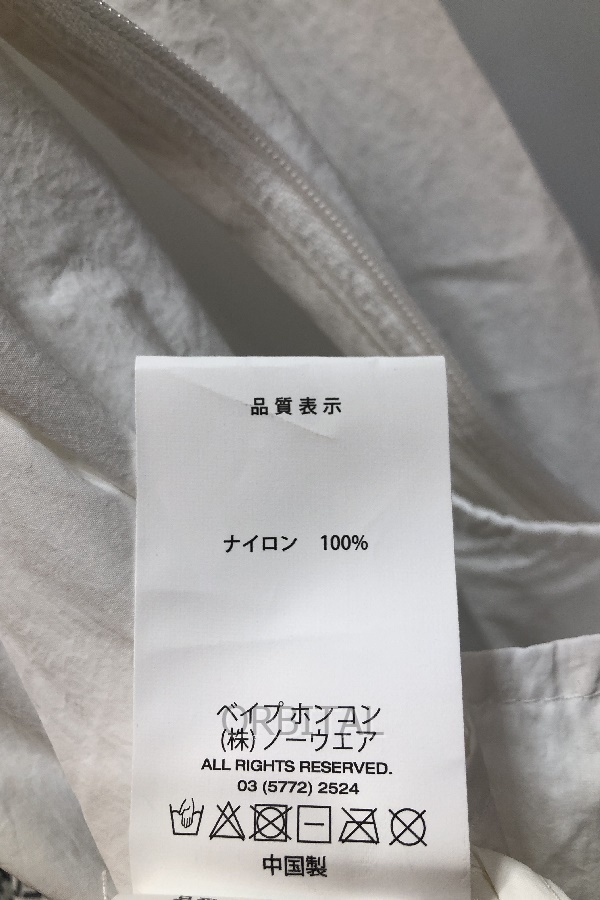 品質表示
ナイロン 100%
ベイプ ホンコン
ORBITAL
(株) ノーウエア
ALL RIGHTS RESERVED.
03 (5772) 2524
中国製